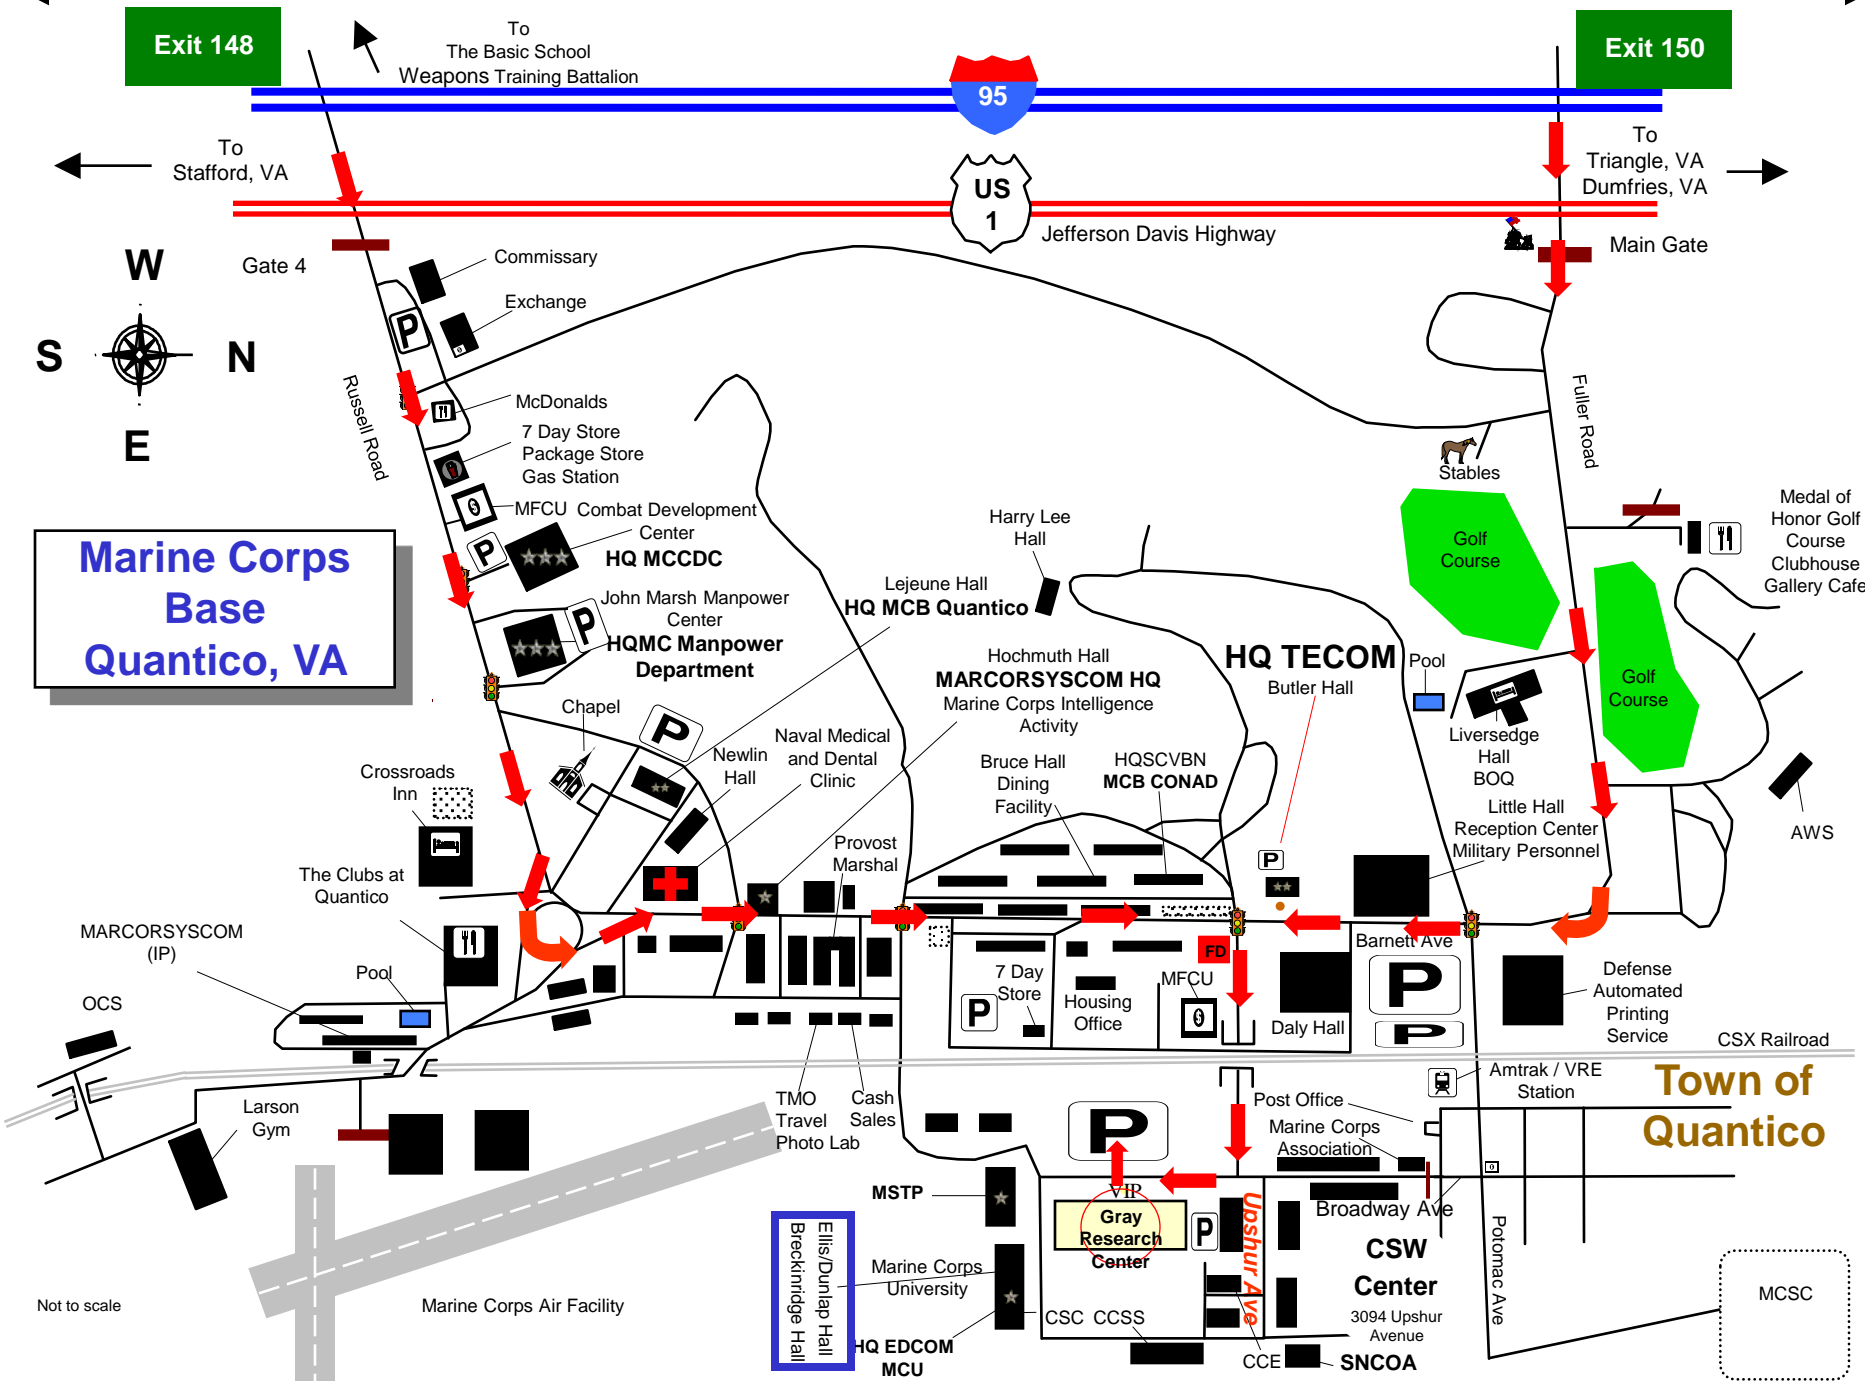 Exit 148
To
The Basic School
Weapons Training Battalion
95
Exit 150
To
Stafford, VA
To
Triangle, VA
Dumfries, VA
US
1
Jefferson Davis Highway
Main Gate
Gate 4
Commissary
Exchange
W
S
N
E
P
Russell Road
McDonalds
7 Day Store
Package Store
Gas Station
MFCU
Combat Development
Center
HQ MCCDC
P
Fuller Road
Stables
Golf
Course
Medal of
Honor Golf
Course
Clubhouse
Gallery Cafe
Marine Corps
Base
Quantico, VA
Harry Lee
Hall
Lejeune Hall
HQ MCB Quantico
John Marsh Manpower
Center
P
HQMC Manpower
Department
Hochmuth Hall
MARCORSYSCOM HQ
Marine Corps Intelligence
Activity
HQ TECOM
Butler Hall
Pool
Golf
Course
Liversedge
Hall
BOQ
Chapel
P
Newlin
Hall
Naval Medical
and Dental
Clinic
Bruce Hall
Dining
Facility
HQSCVBN
MCB CONAD
Crossroads
Inn
Little Hall
Reception Center
Military Personnel
AWS
Provost
Marshal
P
The Clubs at
Quantico
MARCORSYSCOM
(IP)
Pool
OCS
FD
Barnett Ave
P
P
7 Day
Store
P
Housing
Office
MFCU
Daly Hall
Defense
Automated
Printing
Service
CSX Railroad
Amtrak / VRE
Station
Town of
Quantico
Larson
Gym
TMO
Travel
Photo Lab
Cash
Sales
P
Post Office
Marine Corps
Association
MSTP
VIP
Gray
Research
Center
P
Upshur Ave
Broadway Ave
CSW
Center
3094 Upshur
Avenue
Potomac Ave
MCSC
Ellis/Dunlap Hall
Breckinridge Hall
Marine Corps
University
CSC
CCSS
HQ EDCOM
MCU
CCE
SNCOA
Not to scale
Marine Corps Air Facility